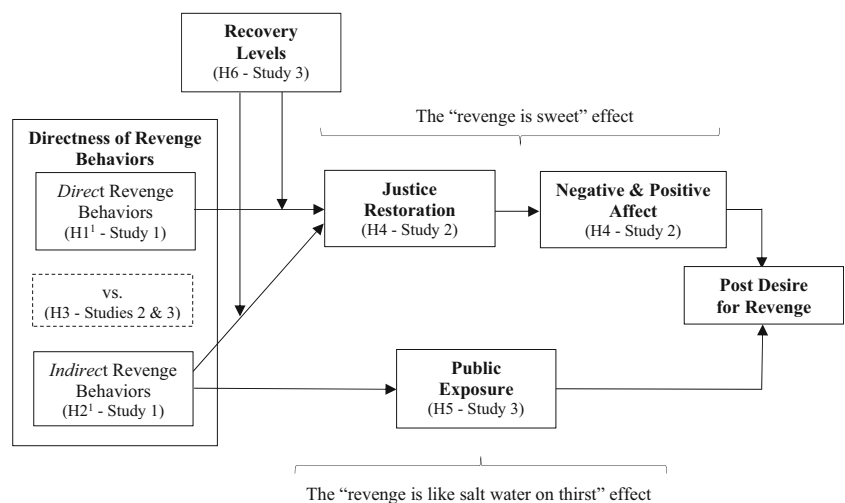 Recovery
Levels
(H6 - Study 3)
The “revenge is sweet” effect
Directness of Revenge
Behaviors
Direct Revenge
Behaviors
(H1¹ - Study 1)
Justice
Restoration
(H4 - Study 2)
Negative & Positive
Affect
(H4 - Study 2)
vs.
(H3 - Studies 2 & 3)
Post Desire
for Revenge
Indirect Revenge
Behaviors
(H2¹ - Study 1)
Public
Exposure
(H5 - Study 3)
The “revenge is like salt water on thirst” effect